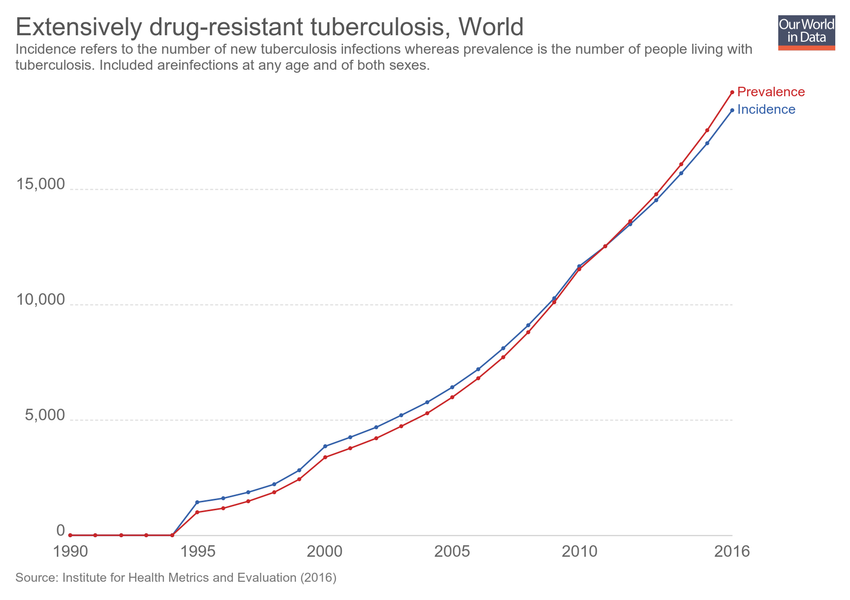 Extensively drug-resistant tuberculosis, World
Our World
in Data
Incidence refers to the number of new tuberculosis infections whereas prevalence is the number of people living with
tuberculosis. Included areinfections at any age and of both sexes.
Prevalence
Incidence
15,000
10,000
5,000
0
1990
1995
2000
2005
2010
2016
Source: Institute for Health Metrics and Evaluation (2016)